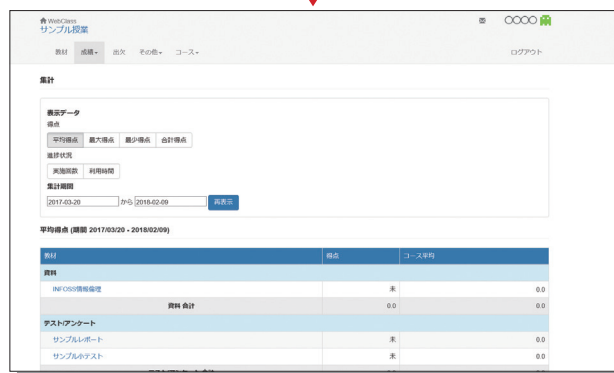 WebClass
サンプル授業
〇〇〇〇
教材 成績 出欠 その他 コース ログアウト
集計
表示データ
得点
平均得点 最大得点 最少得点 合計得点
進捗状況
実施回数 利用時間
集計期間
2017-03-20 から 2018-02-09 再表示
平均得点 (期間 2017/03/20 - 2018/02/09)
教材 得点 コース平均
資料
INFOSS情報倫理 未 0.0
資料 合計 0.0 0.0
テスト/アンケート
サンプルレポート 未 0.0
サンプル小テスト 未 0.0